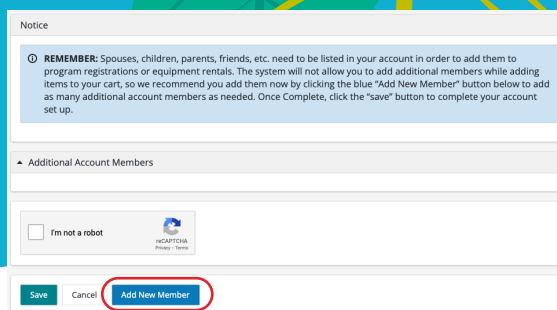 Notice
REMEMBER: Spouses, children, parents, friends, etc. need to be listed in your account in order to add them to
program registrations or equipment rentals. The system will not allow you to add additional members while adding
items to your cart, so we recommend you add them now by clicking the blue “Add New Member” button below to add
as many additional account members as needed. Once Complete, click the “save” button to complete your account
set up.
Additional Account Members
I'm not a robot
reCAPTCHA
Privacy - Terms
Save Cancel Add New Member